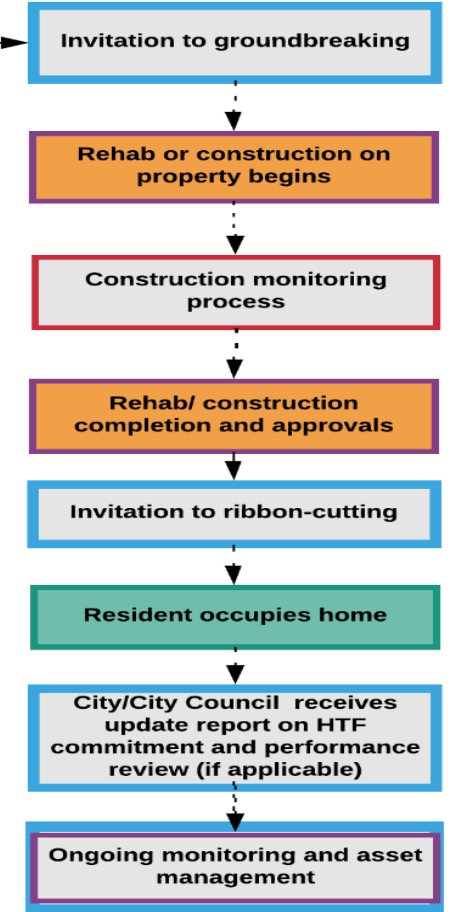 Invitation to groundbreaking
Rehab or construction on
property begins
Construction monitoring
process
Rehab/ construction
completion and approvals
Invitation to ribbon-cutting
Resident occupies home
City/City Council receives
update report on HTF
commitment and performance
review (if applicable)
Ongoing monitoring and asset
management